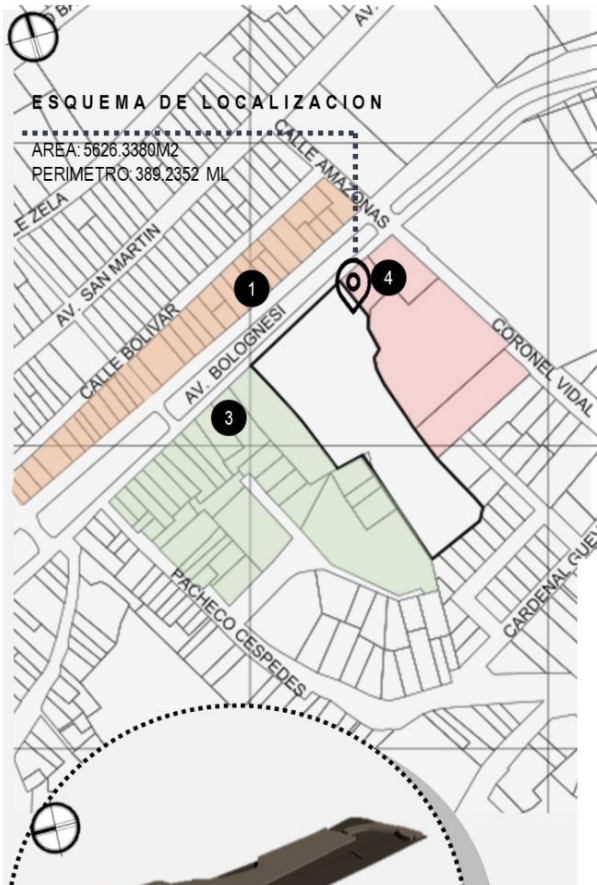 ESQUEMA DE LOCALIZACION
AREA: 5626.3380M2
PERIMETRO: 389.2352 ML
CALLE AMAZONAS
AV.
AV. SAN MARTIN
CALLE BOLIVAR
AV. BOLOGNESI
1
4
CORONEL VIDAL
3
PACHECO CESPEDES